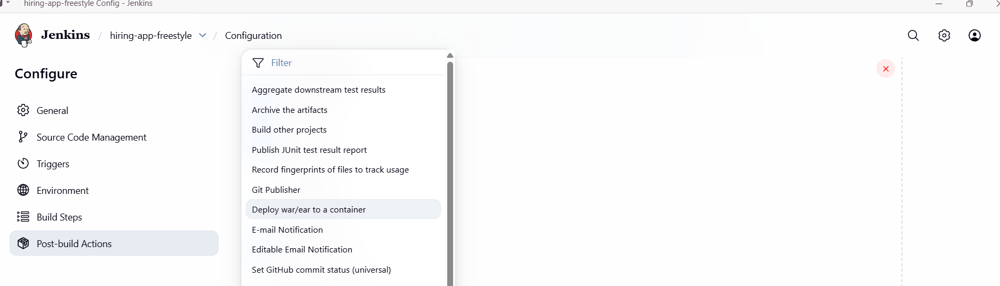 hiring-app-freestyle Config - Jenkins
Jenkins / hiring-app-freestyle / Configuration
Configure
General
Source Code Management
Triggers
Environment
Build Steps
Post-build Actions
Filter
Aggregate downstream test results
Archive the artifacts
Build other projects
Publish JUnit test result report
Record fingerprints of files to track usage
Git Publisher
Deploy war/ear to a container
E-mail Notification
Editable Email Notification
Set GitHub commit status (universal)